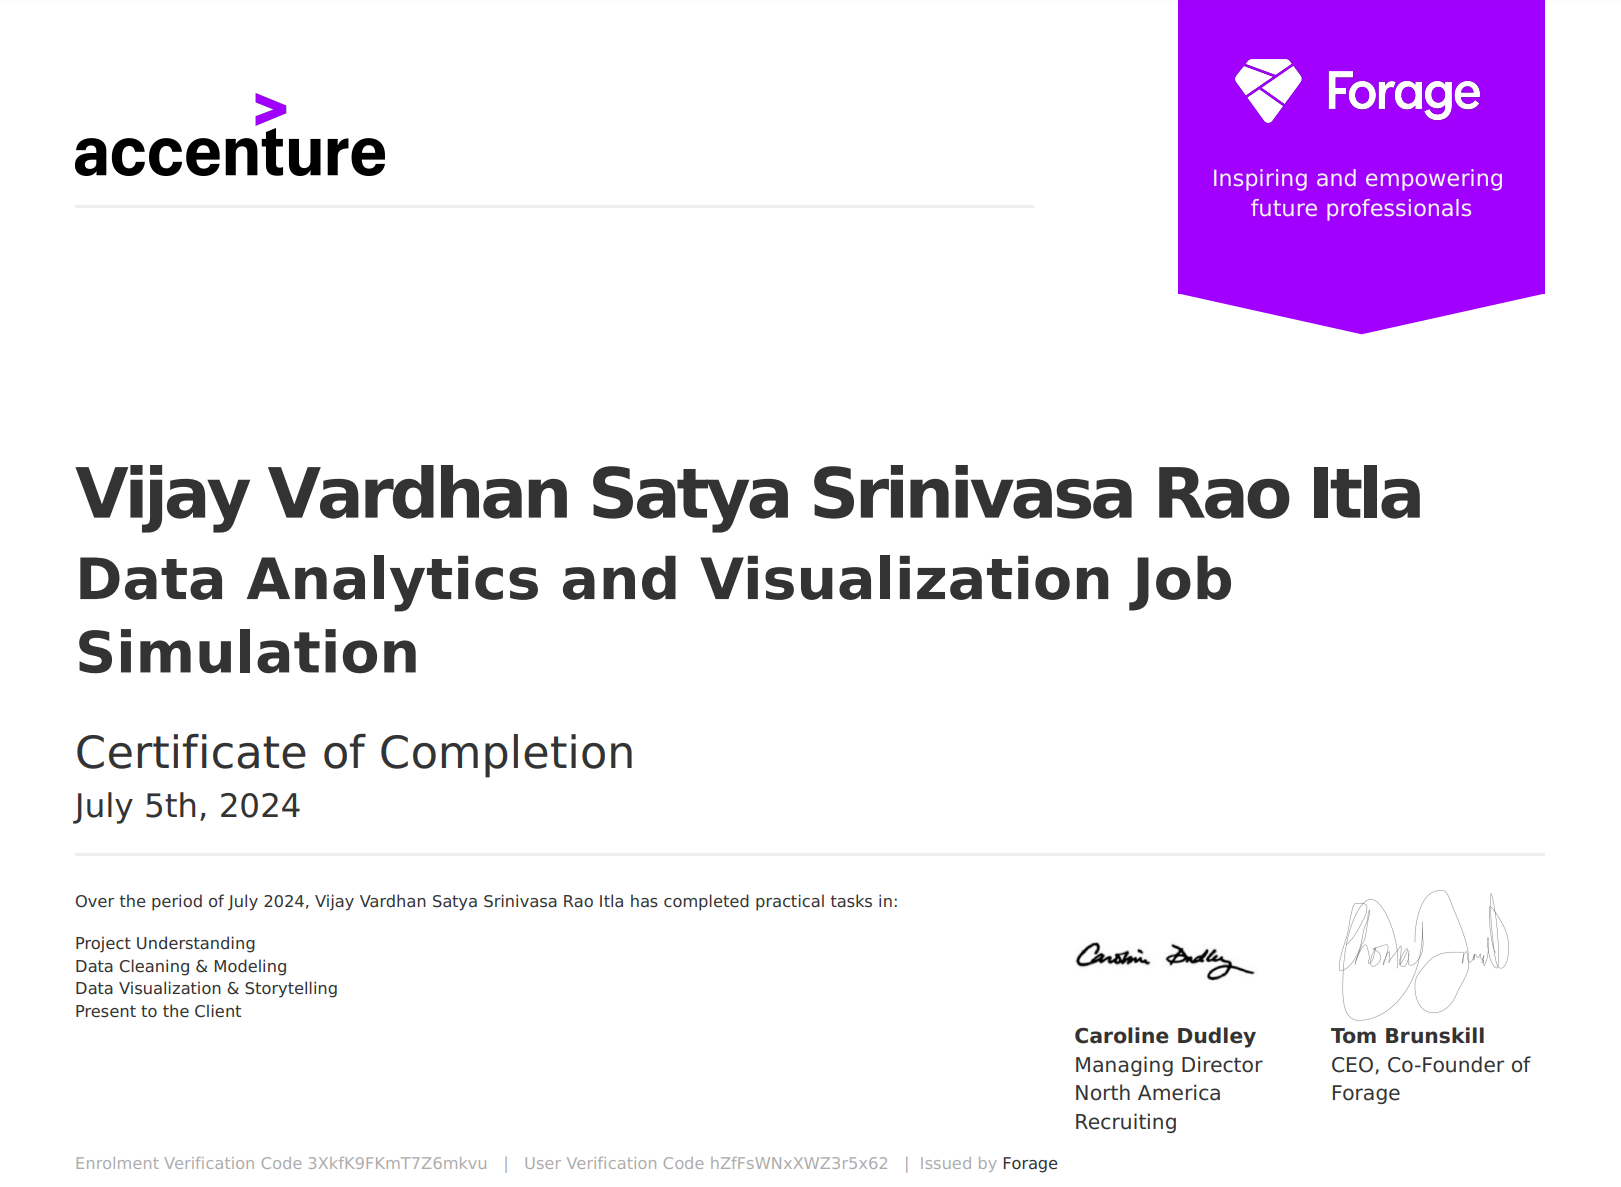 >
accenture
Forage
Inspiring and empowering
future professionals
Vijay Vardhan Satya Srinivasa Rao Itla
Data Analytics and Visualization Job
Simulation
Certificate of Completion
July 5th, 2024
Over the period of July 2024, Vijay Vardhan Satya Srinivasa Rao Itla has completed practical tasks in:
Project Understanding
Data Cleaning & Modeling
Data Visualization & Storytelling
Present to the Client
Caroline Dudley
Managing Director
North America
Recruiting
Tom Brunskill
CEO, Co-Founder of
Forage
Enrolment Verification Code 3XkfK9FKmT7Z6mkvu | User Verification Code hZfFsWNxXWZ3r5x62 | Issued by Forage